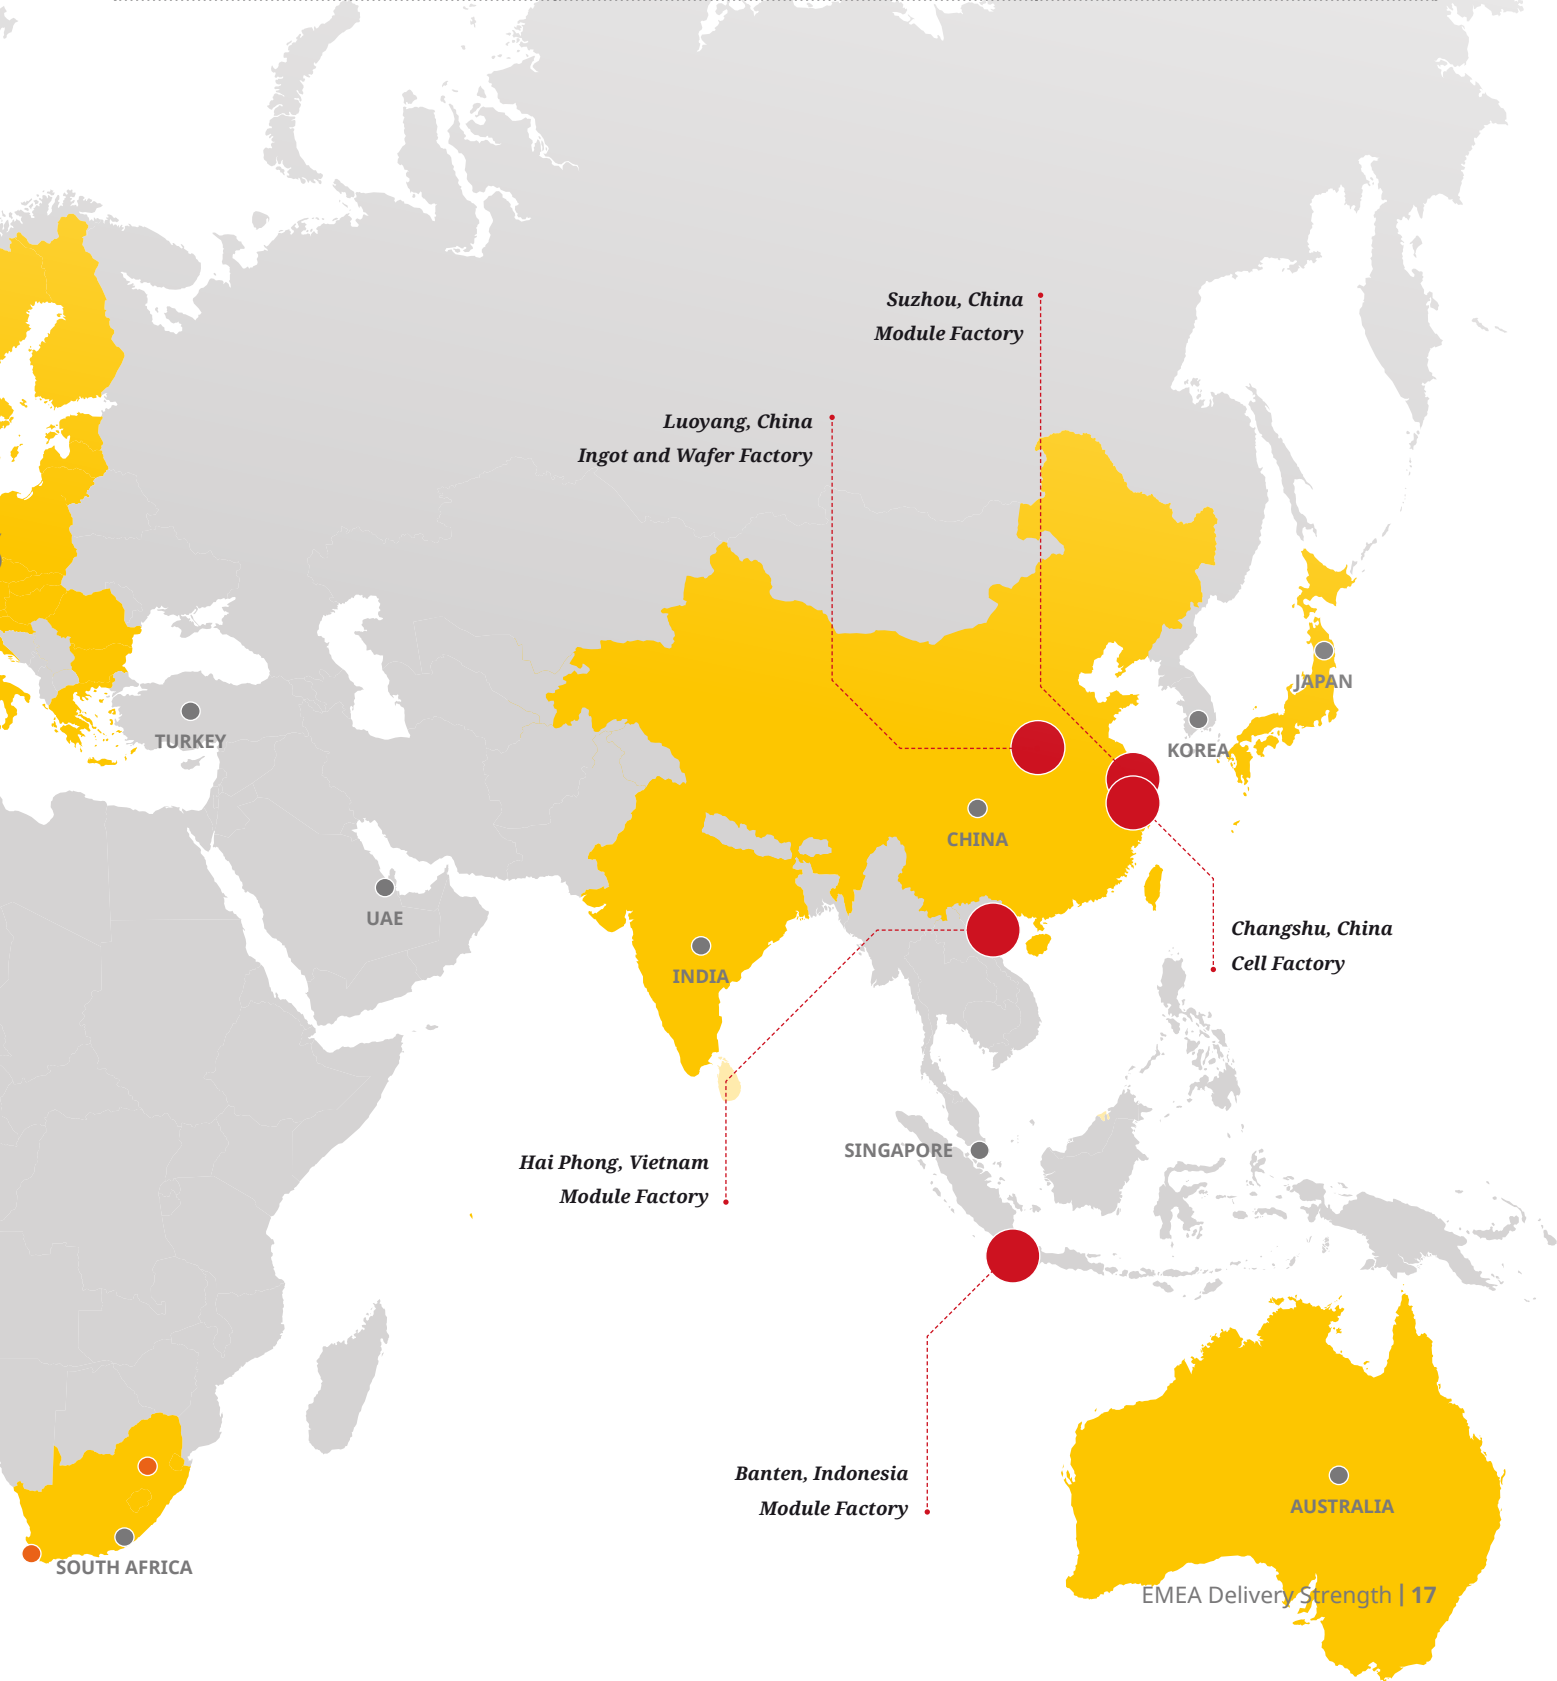 Suzhou, China
Module Factory
Luoyang, China
Ingot and Wafer Factory
JAPAN
TURKEY
KOREA
CHINA
UAE
Changshu, China
Cell Factory
INDIA
SINGAPORE
Hai Phong, Vietnam
Module Factory
Banten, Indonesia
Module Factory
AUSTRALIA
SOUTH AFRICA
EMEA Delivery Strength | 17